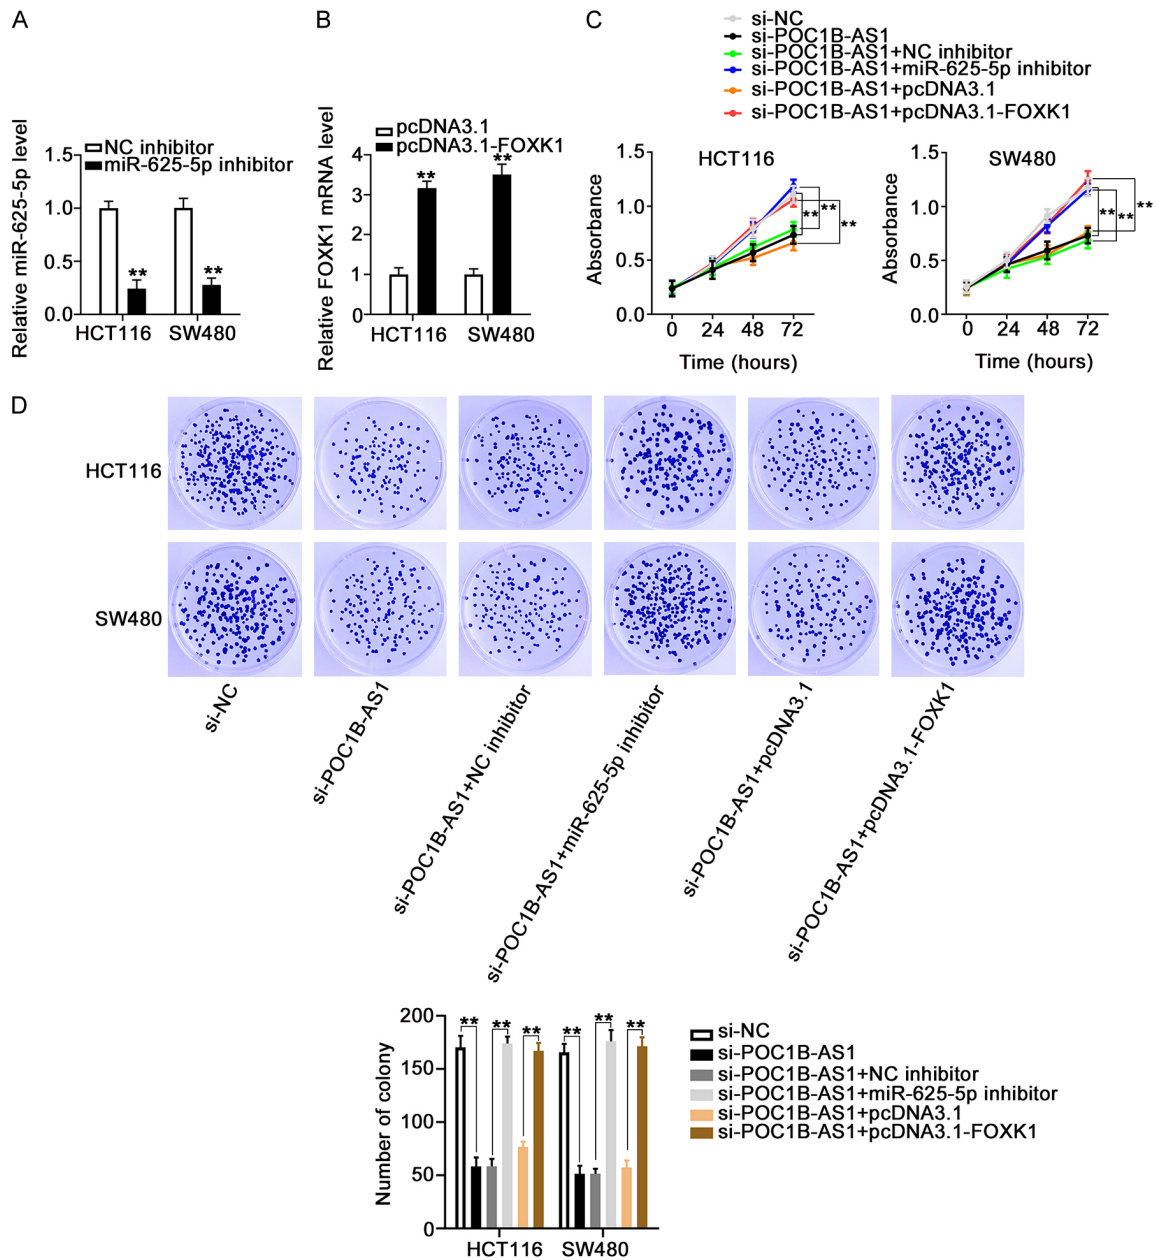 A
Relative miR-625-5p level
NC inhibitor
miR-625-5p inhibitor
1.5
1.0
0.5
0.0
**
**
HCT116
SW480
B
Relative FOXK1 mRNA level
pcDNA3.1
pcDNA3.1-FOXK1
4
3
2
1
0
**
**
HCT116
SW480
C
si-NC
si-POC1B-AS1
si-POC1B-AS1+NC inhibitor
si-POC1B-AS1+miR-625-5p inhibitor
si-POC1B-AS1+pcDNA3.1
si-POC1B-AS1+pcDNA3.1-FOXK1
HCT116
Absorbance
1.5
1.0
0.5
0.0
**
**
**
0 24 48 72
Time (hours)
SW480
Absorbance
1.5
1.0
0.5
0.0
**
**
**
0 24 48 72
Time (hours)
D
HCT116
SW480
si-NC
si-POC1B-AS1
si-POC1B-AS1+NC inhibitor
si-POC1B-AS1+miR-625-5p inhibitor
si-POC1B-AS1+pcDNA3.1
si-POC1B-AS1+pcDNA3.1-FOXK1
Number of colony
200
150
100
50
0
** ** ** ** ** **
HCT116
SW480
si-NC
si-POC1B-AS1
si-POC1B-AS1+NC inhibitor
si-POC1B-AS1+miR-625-5p inhibitor
si-POC1B-AS1+pcDNA3.1
si-POC1B-AS1+pcDNA3.1-FOXK1